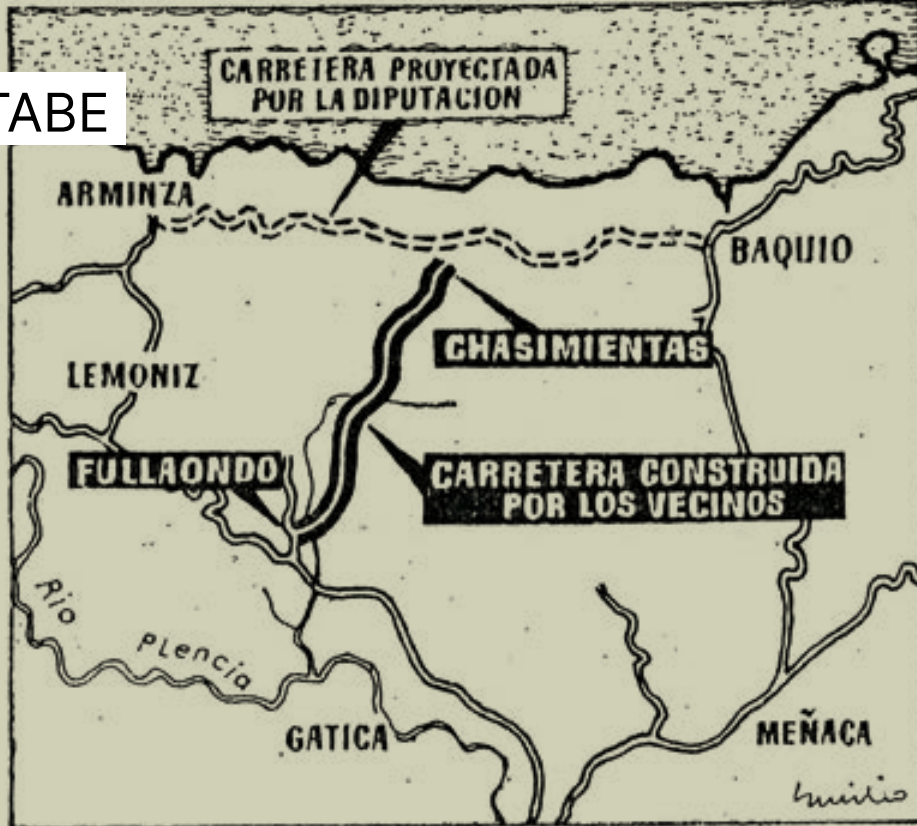 CARRETERA PROYECTADA
POR LA DIPUTACION
TABE
ARMINZA
BAQUIO
CHASIMIENTAS
LEMONIZ
FULLAONDO
CARRETERA CONSTRUIDA
POR LOS VECINOS
Rio
Plencia
GATICA
MEÑACA